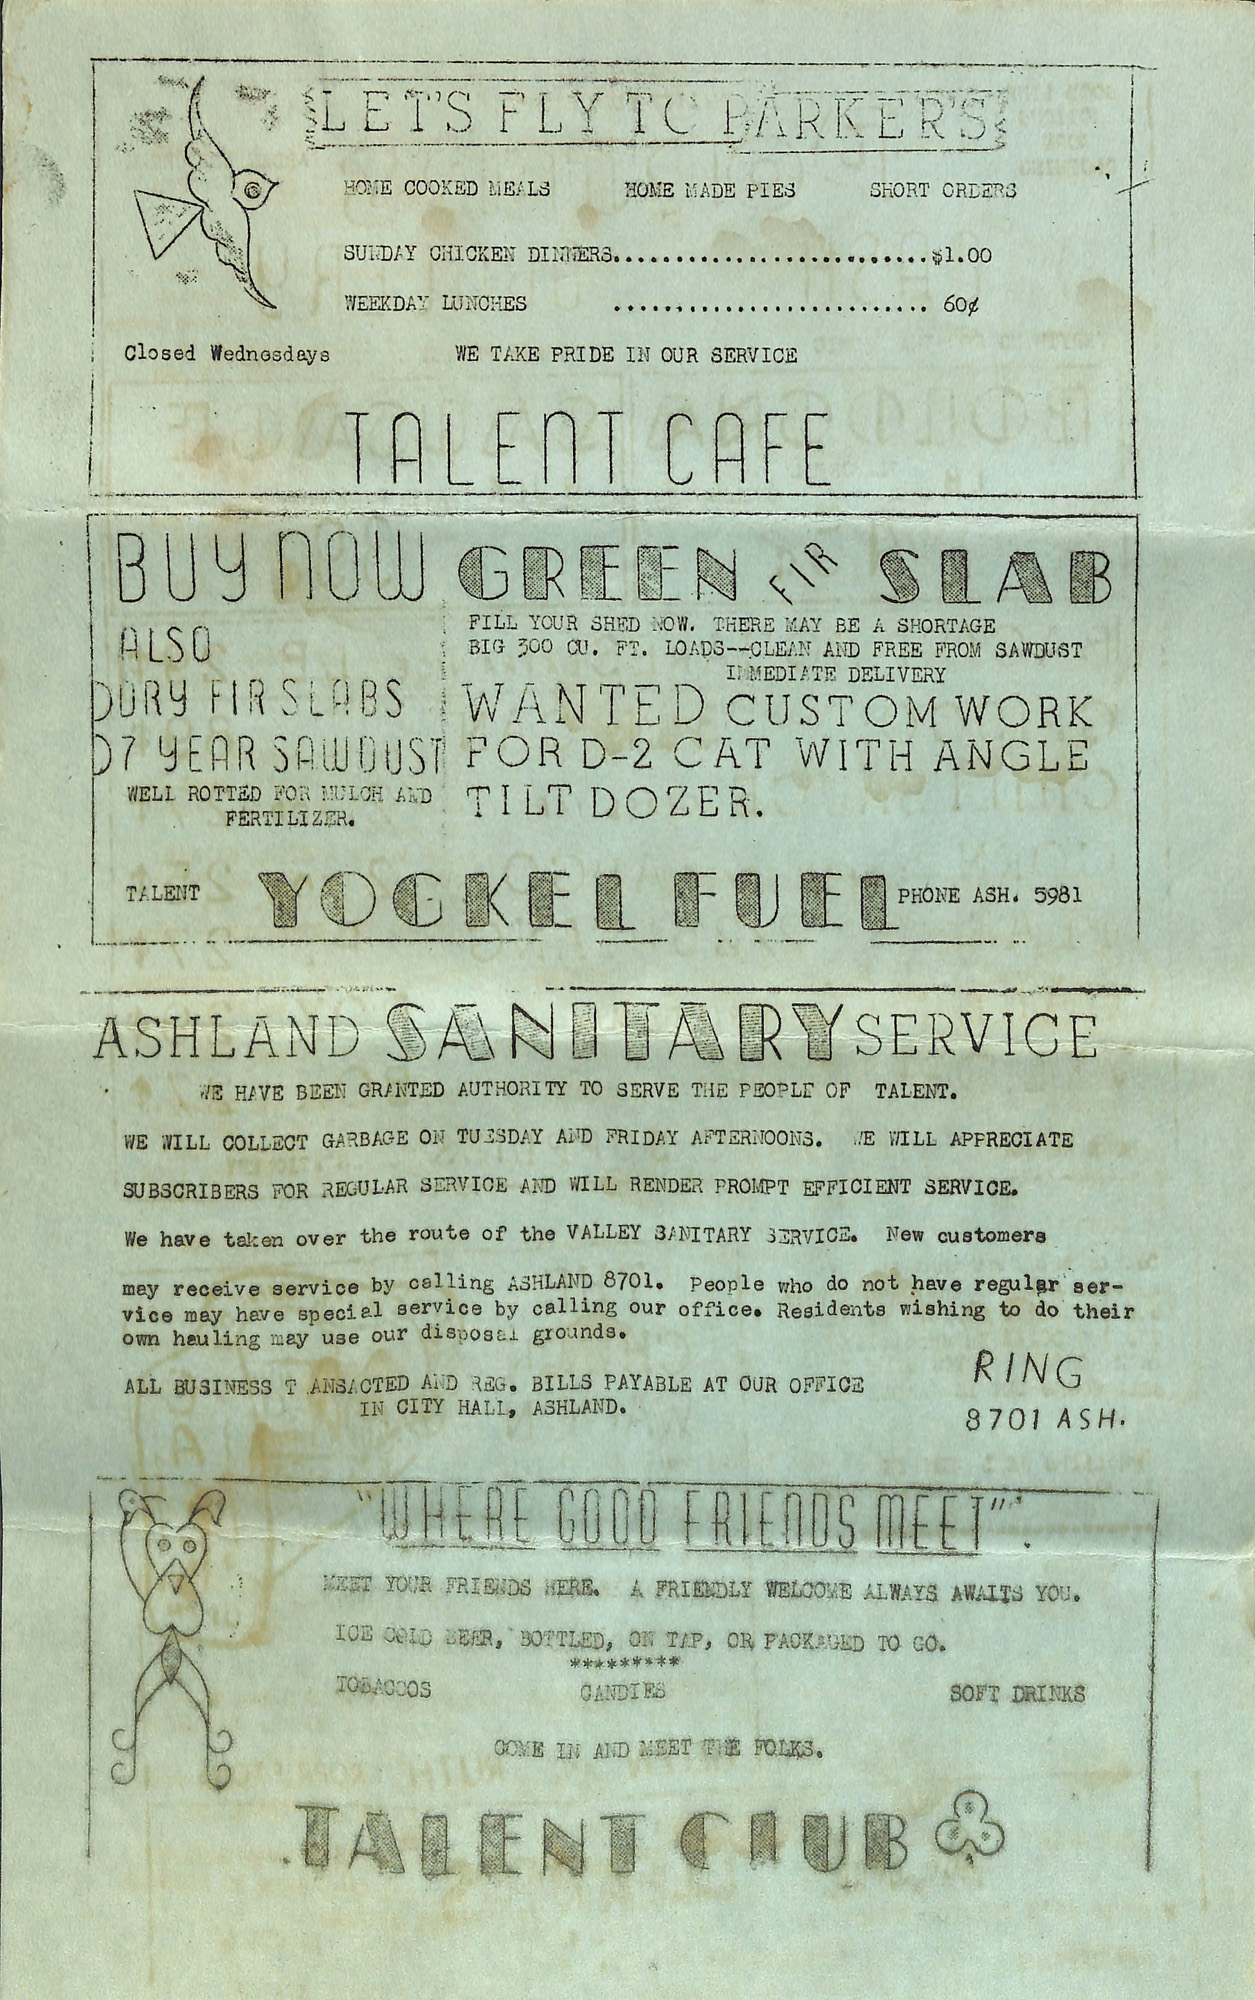 LET'S FLY TO PARKER'S
HOME COOKED MEALS HOME MADE PIES SHORT ORDERS
SUNDAY CHICKEN DINNERS..........................$1.00
WEEKDAY LUNCHES .......................... 60¢
Closed Wednesdays WE TAKE PRIDE IN OUR SERVICE
TALENT CAFE
BUY NOW GREEN FIR SLAB
FILL YOUR SHED NOW. THERE MAY BE A SHORTAGE
BIG 300 CU. FT. LOADS--CLEAN AND FREE FROM SAWDUST
IMMEDIATE DELIVERY
ALSO
DURY FIR SLABS
7 YEAR SAWDUST
WELL ROTTED FOR MULCH AND
FERTILIZER.
WANTED CUSTOM WORK
FOR D-2 CAT WITH ANGLE
TILT DOZER.
TALENT YOCKEL FUEL PHONE ASH. 5981
ASHLAND SANITARY SERVICE
WE HAVE BEEN GRANTED AUTHORITY TO SERVE THE PEOPLE OF TALENT.
WE WILL COLLECT GARBAGE ON TUESDAY AND FRIDAY AFTERNOONS. WE WILL APPRECIATE
SUBSCRIBERS FOR REGULAR SERVICE AND WILL RENDER PROMPT EFFICIENT SERVICE.
We have taken over the route of the VALLEY SANITARY SERVICE. New customers
may receive service by calling ASHLAND 8701. People who do not have regular ser-
vice may have special service by calling our office. Residents wishing to do their
own hauling may use our disposal grounds.
ALL BUSINESS T ANSACTED AND REG. BILLS PAYABLE AT OUR OFFICE
IN CITY HALL, ASHLAND.
RING
8701 ASH.
"WHERE GOOD FRIENDS MEET".
MEET YOUR FRIENDS HERE. A FRIENDLY WELCOME ALWAYS AWAITS YOU.
ICE COLD BEER, BOTTLED, ON TAP, OR PACKAGED TO GO.
*********
TOBACCOS CANDIES SOFT DRINKS
COME IN AND MEET THE FOLKS.
TALENT CLUB